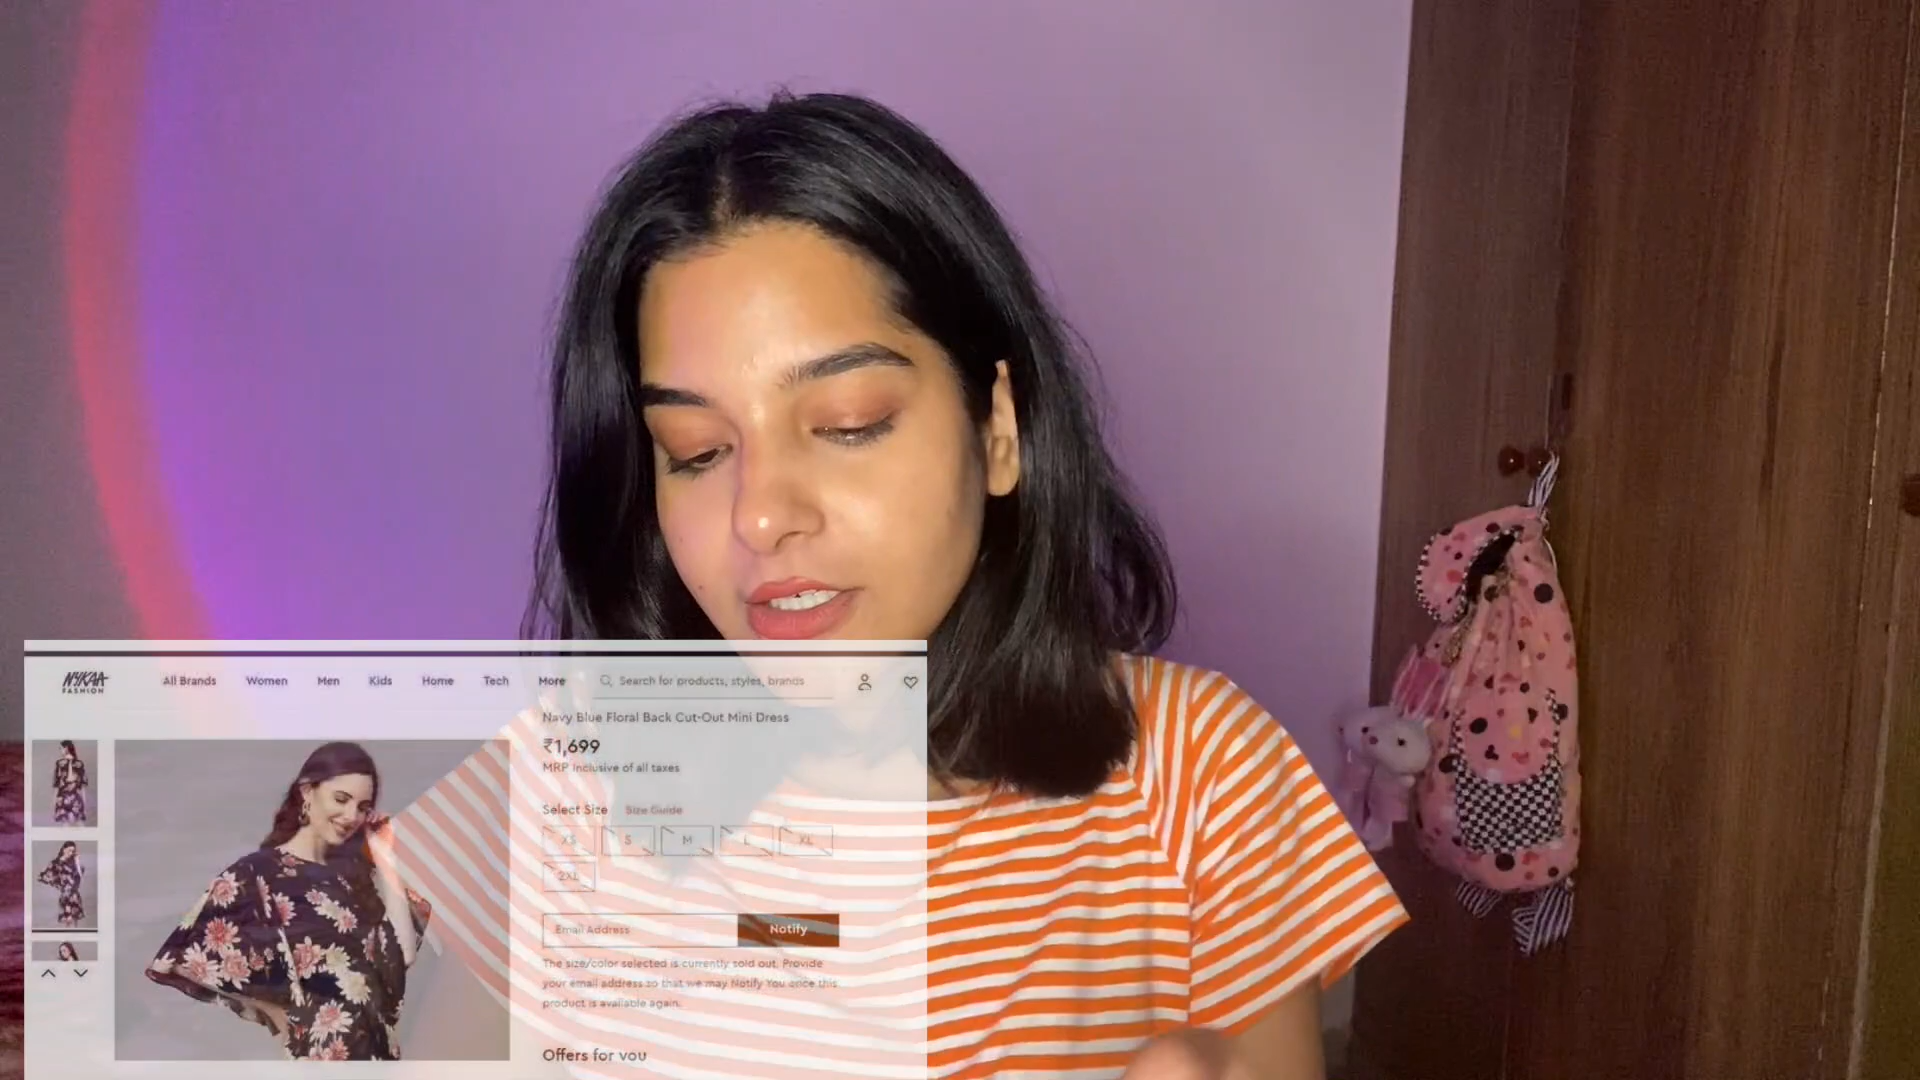 NYKAA
FASHION
All Brands Women Men Kids Home Tech More Search for products, styles, brands
Navy Blue Floral Back Cut-Out Mini Dress
₹1,699
MRP Inclusive of all taxes
Select Size Size Guide
XS S M L XL
2XL
Email Address Notify
The size/color selected is currently sold out. Provide
your email address so that we may Notify You once this
product is available again.
Offers for you